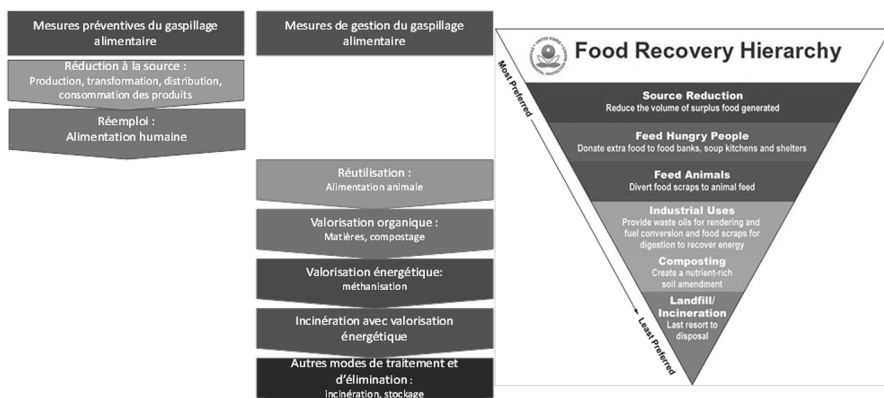 Mesures préventives du gaspillage
alimentaire
Réduction à la source :
Production, transformation, distribution,
consommation des produits
Réemploi :
Alimentation humaine
Mesures de gestion du gaspillage
alimentaire
Réutilisation :
Alimentation animale
Valorisation organique :
Matières, compostage
Valorisation énergétique:
méthanisation
Incinération avec valorisation
énergétique
Autres modes de traitement et
d'élimination :
incinération, stockage
Food Recovery Hierarchy
Most Preferred
Source Reduction
Reduce the volume of surplus food generated
Feed Hungry People
Donate extra food to food banks, soup kitchens and shelters
Feed Animals
Divert food scraps to animal feed
Industrial Uses
Provide waste oils for rendering and
fuel conversion and food scraps for
digestion to recover energy
Composting
Create a nutrient-rich
soil amendment
Landfill/
Incineration
Last resort to
disposal
Least Preferred